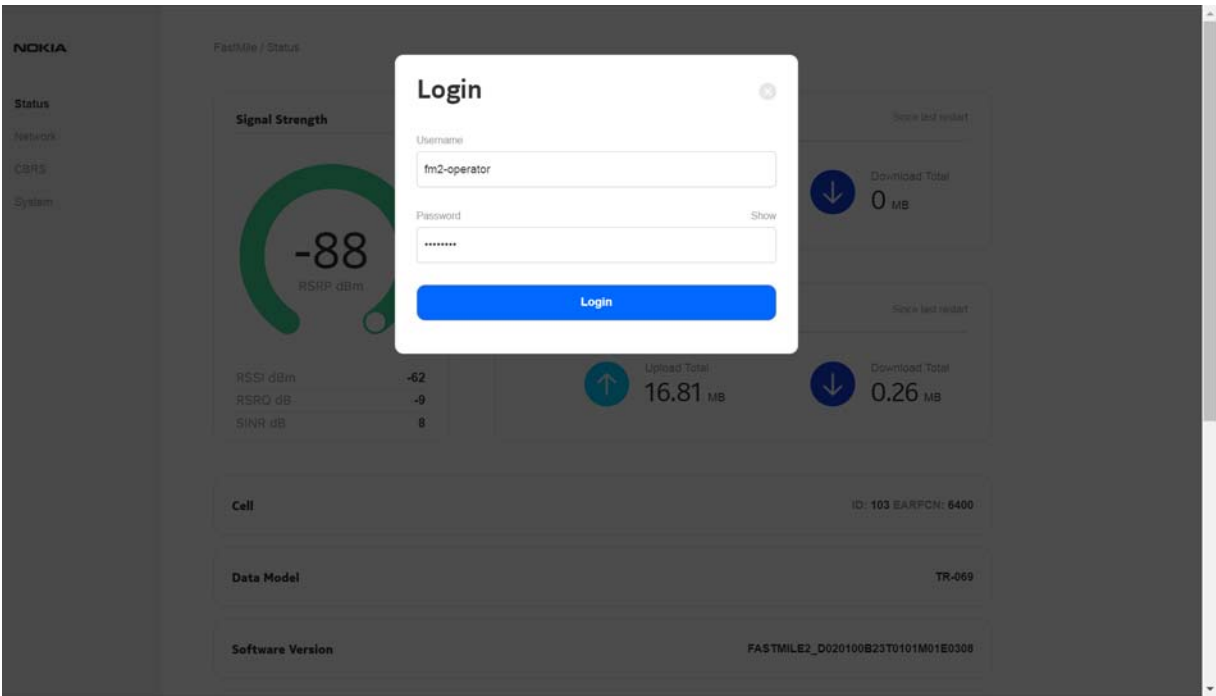 NOKIA
FastMile / Status
Login
Status
Network
CBRS
System
Signal Strength
Since last restart
Username
fm2-operator
Download Total
0 MB
Password Show
••••••••
-88
RSRP dBm
Login
Since last restart
RSSI dBm -62
RSRQ dB -9
SINR dB 8
Upload Total
16.81 MB
Download Total
0.26 MB
Cell ID: 103 EARFCN: 6400
Data Model TR-069
Software Version FASTMILE2_D020100B23T0101M01E0308